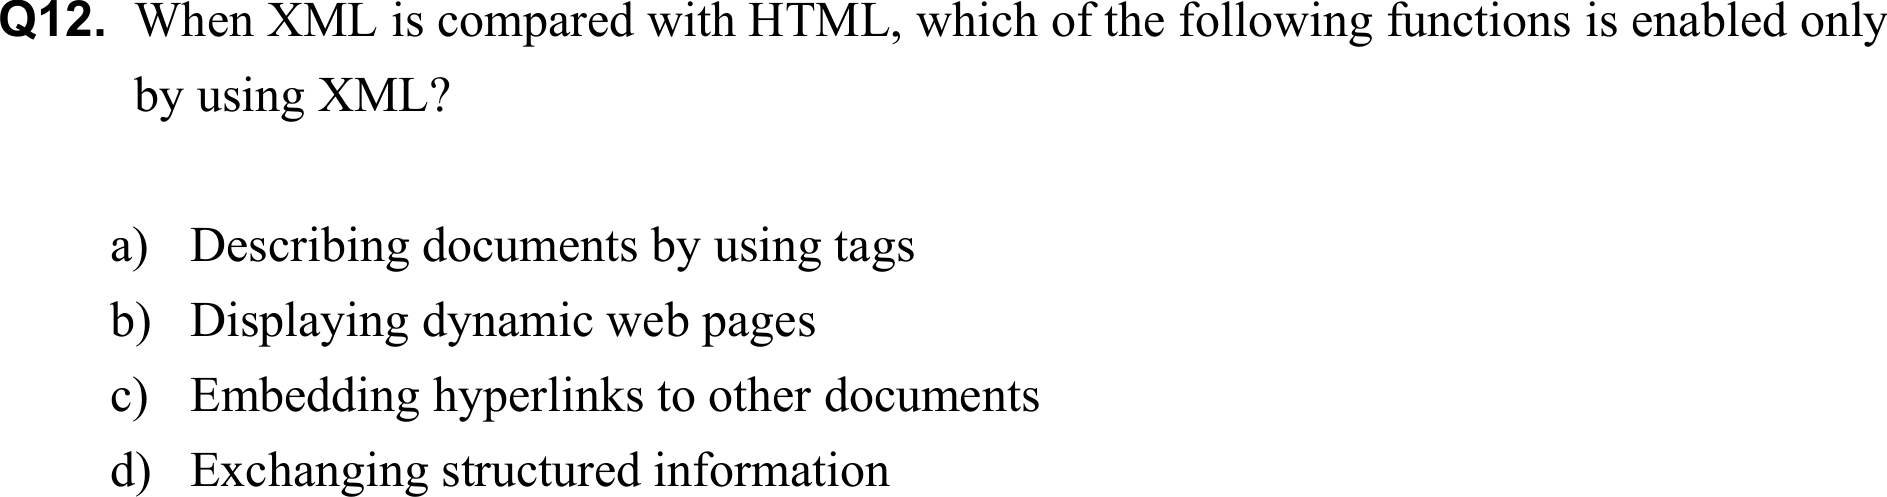 Q12. When XML is compared with HTML, which of the following functions is enabled only
by using XML?
a) Describing documents by using tags
b) Displaying dynamic web pages
c) Embedding hyperlinks to other documents
d) Exchanging structured information